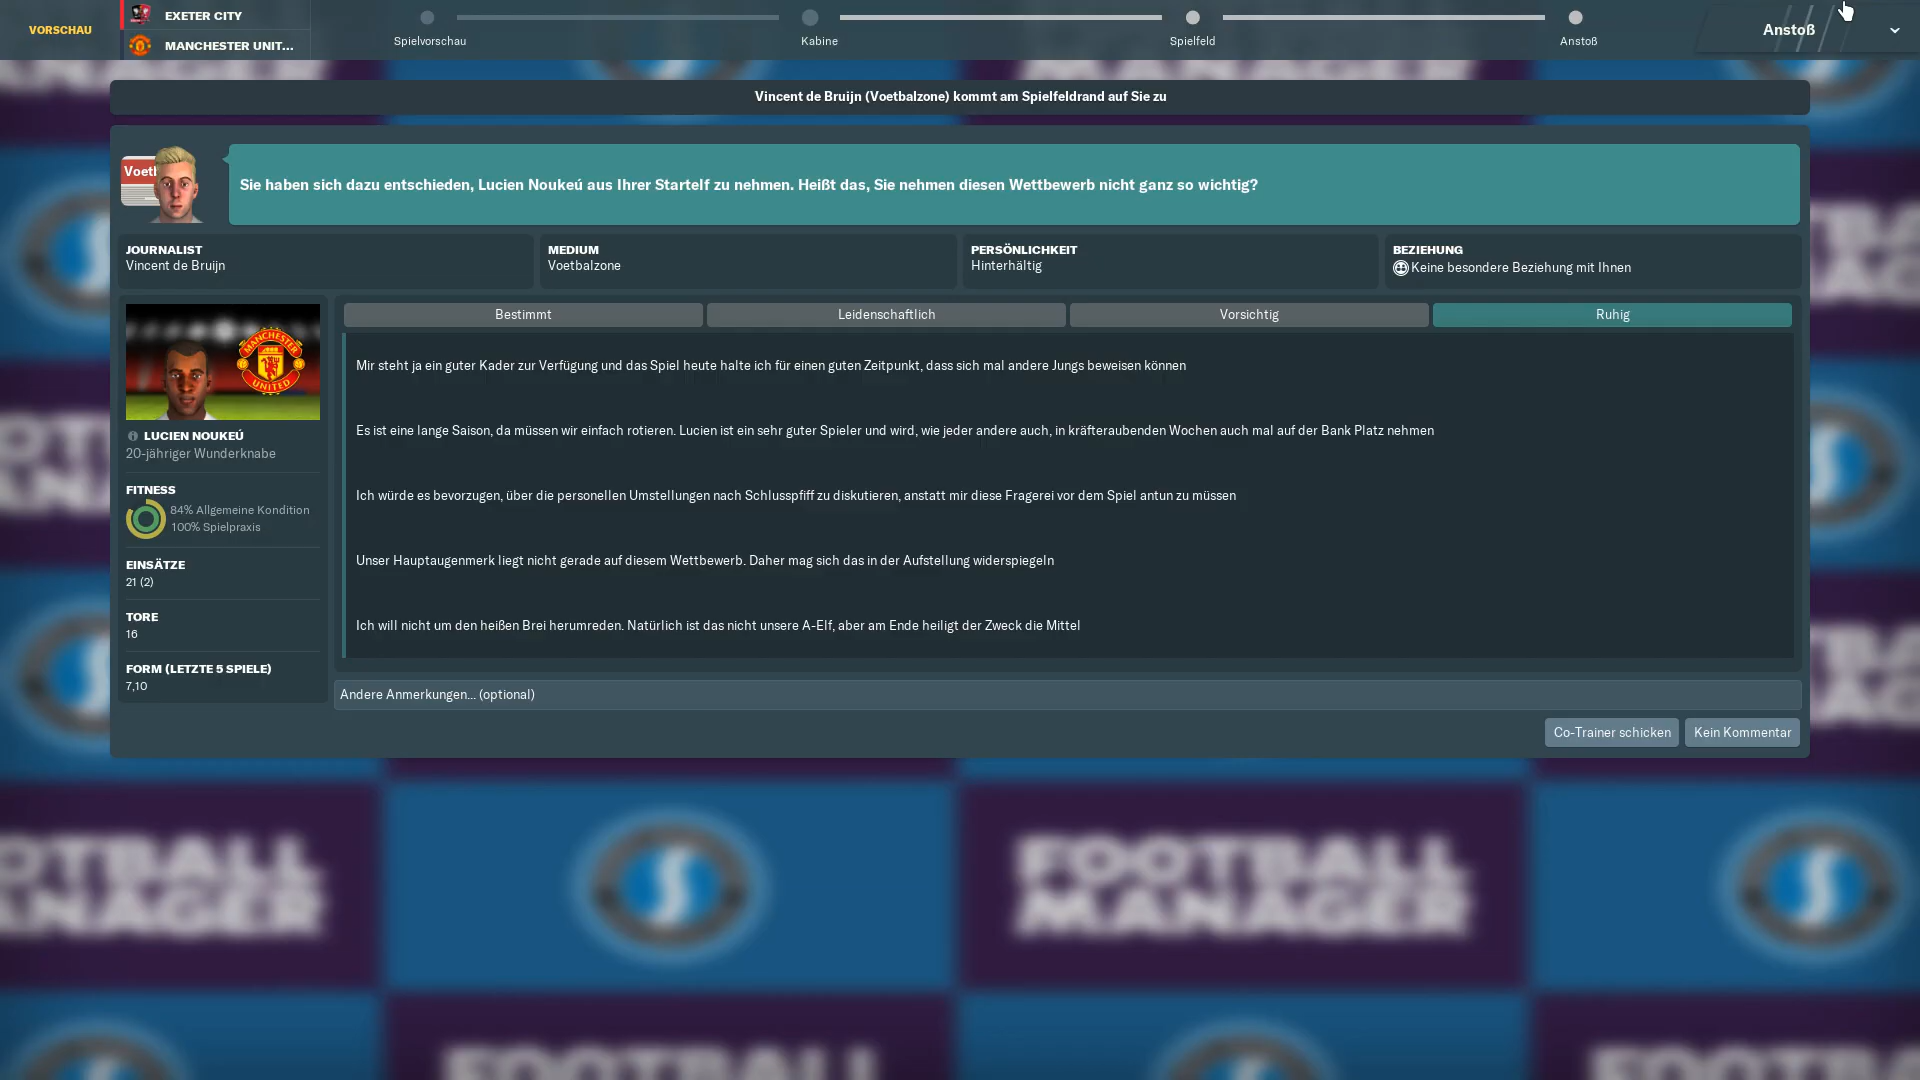 VORSCHAU
EXETER CITY
MANCHESTER UNIT...
Spielvorschau
Kabine
Spielfeld
Anstoß
Anstoß
Vincent de Bruijn (Voetbalzone) kommt am Spielfeldrand auf Sie zu
Sie haben sich dazu entschieden, Lucien Noukeú aus Ihrer Startelf zu nehmen. Heißt das, Sie nehmen diesen Wettbewerb nicht ganz so wichtig?
JOURNALIST
Vincent de Bruijn
MEDIUM
Voetbalzone
PERSÖNLICHKEIT
Hinterhältig
BEZIEHUNG
Keine besondere Beziehung mit Ihnen
MANCHESTER
UNITED
LUCIEN NOUKEÚ
20-jähriger Wunderknabe
FITNESS
84% Allgemeine Kondition
100% Spielpraxis
EINSÄTZE
21 (2)
TORE
16
FORM (LETZTE 5 SPIELE)
7,10
Bestimmt
Leidenschaftlich
Vorsichtig
Ruhig
Mir steht ja ein guter Kader zur Verfügung und das Spiel heute halte ich für einen guten Zeitpunkt, dass sich mal andere Jungs beweisen können
Es ist eine lange Saison, da müssen wir einfach rotieren. Lucien ist ein sehr guter Spieler und wird, wie jeder andere auch, in kräfteraubenden Wochen auch mal auf der Bank Platz nehmen
Ich würde es bevorzugen, über die personellen Umstellungen nach Schlusspfiff zu diskutieren, anstatt mir diese Fragerei vor dem Spiel antun zu müssen
Unser Hauptaugenmerk liegt nicht gerade auf diesem Wettbewerb. Daher mag sich das in der Aufstellung widerspiegeln
Ich will nicht um den heißen Brei herumreden. Natürlich ist das nicht unsere A-Elf, aber am Ende heiligt der Zweck die Mittel
Andere Anmerkungen... (optional)
Co-Trainer schicken
Kein Kommentar
FOOTBALL
MANAGER